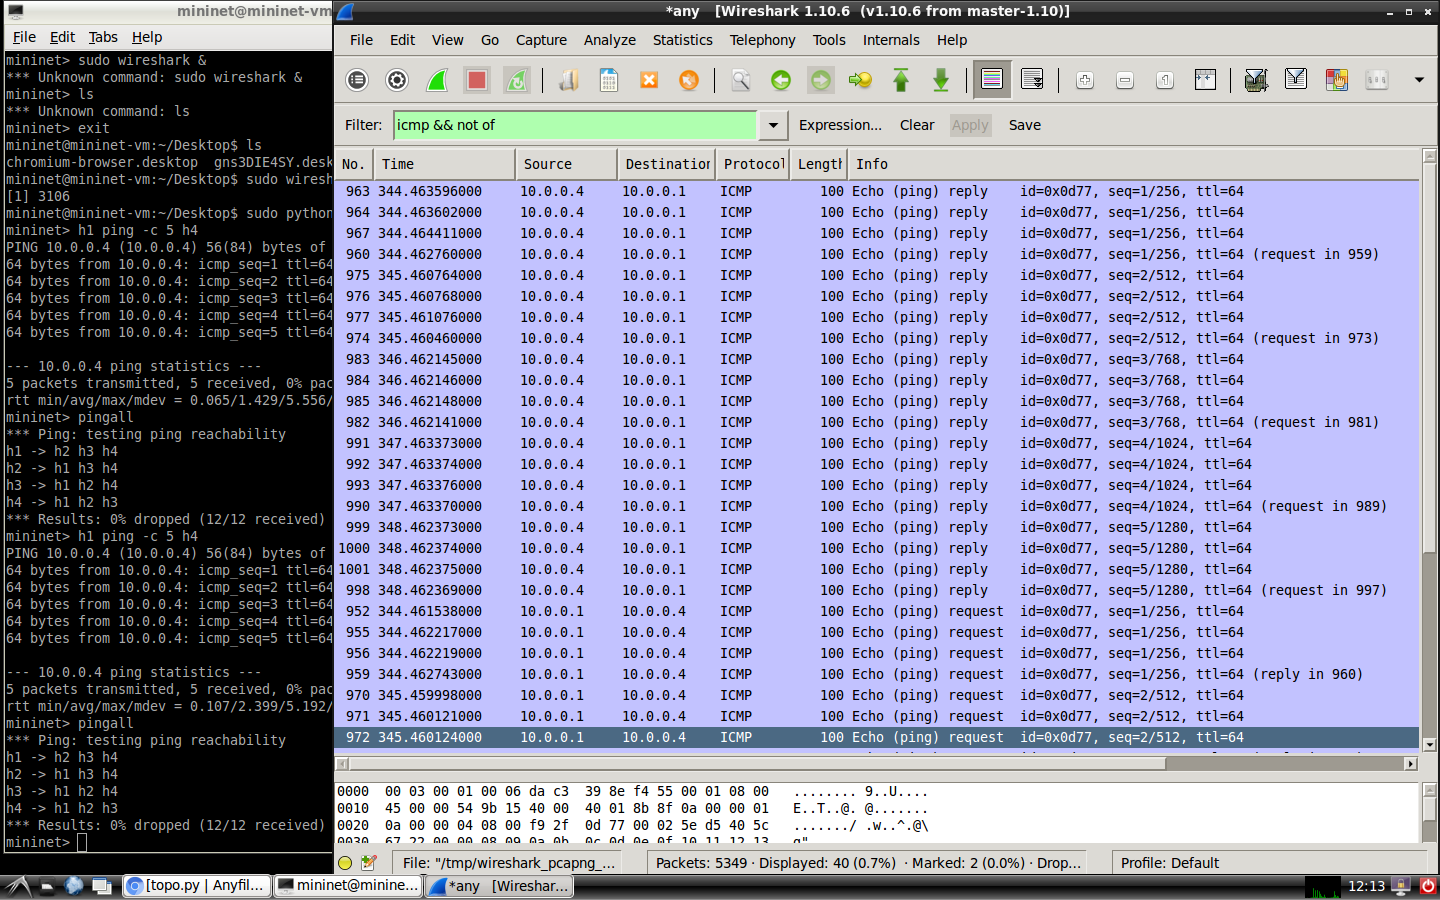 mininet@mininet-vm
File Edit Tabs Help
mininet> sudo wireshark &
*** Unknown command: sudo wireshark &
mininet> ls
*** Unknown command: ls
mininet> exit
mininet@mininet-vm:~/Desktop$ ls
chromium-browser.desktop  gns3DIE4SY.desk
mininet@mininet-vm:~/Desktop$ sudo wiresh
[1] 3106
mininet@mininet-vm:~/Desktop$ sudo python
mininet> h1 ping -c 5 h4
PING 10.0.0.4 (10.0.0.4) 56(84) bytes of
64 bytes from 10.0.0.4: icmp_seq=1 ttl=64
64 bytes from 10.0.0.4: icmp_seq=2 ttl=64
64 bytes from 10.0.0.4: icmp_seq=3 ttl=64
64 bytes from 10.0.0.4: icmp_seq=4 ttl=64
64 bytes from 10.0.0.4: icmp_seq=5 ttl=64
--- 10.0.0.4 ping statistics ---
5 packets transmitted, 5 received, 0% pac
rtt min/avg/max/mdev = 0.065/1.429/5.556/
mininet> pingall
*** Ping: testing ping reachability
h1 -> h2 h3 h4
h2 -> h1 h3 h4
h3 -> h1 h2 h4
h4 -> h1 h2 h3
*** Results: 0% dropped (12/12 received)
mininet> h1 ping -c 5 h4
PING 10.0.0.4 (10.0.0.4) 56(84) bytes of
64 bytes from 10.0.0.4: icmp_seq=1 ttl=64
64 bytes from 10.0.0.4: icmp_seq=2 ttl=64
64 bytes from 10.0.0.4: icmp_seq=3 ttl=64
64 bytes from 10.0.0.4: icmp_seq=4 ttl=64
64 bytes from 10.0.0.4: icmp_seq=5 ttl=64
--- 10.0.0.4 ping statistics ---
5 packets transmitted, 5 received, 0% pac
rtt min/avg/max/mdev = 0.107/2.399/5.192/
mininet> pingall
*** Ping: testing ping reachability
h1 -> h2 h3 h4
h2 -> h1 h3 h4
h3 -> h1 h2 h4
h4 -> h1 h2 h3
*** Results: 0% dropped (12/12 received)
mininet>
*any [Wireshark 1.10.6 (v1.10.6 from master-1.10)]
File Edit View Go Capture Analyze Statistics Telephony Tools Internals Help
Filter: icmp && not of Expression... Clear Apply Save
No. Time Source Destination Protocol Length Info
963 344.463596000 10.0.0.4 10.0.0.1 ICMP 100 Echo (ping) reply id=0x0d77, seq=1/256, ttl=64
964 344.463602000 10.0.0.4 10.0.0.1 ICMP 100 Echo (ping) reply id=0x0d77, seq=1/256, ttl=64
967 344.464411000 10.0.0.4 10.0.0.1 ICMP 100 Echo (ping) reply id=0x0d77, seq=1/256, ttl=64
960 344.462760000 10.0.0.4 10.0.0.1 ICMP 100 Echo (ping) reply id=0x0d77, seq=1/256, ttl=64 (request in 959)
975 345.460764000 10.0.0.4 10.0.0.1 ICMP 100 Echo (ping) reply id=0x0d77, seq=2/512, ttl=64
976 345.460768000 10.0.0.4 10.0.0.1 ICMP 100 Echo (ping) reply id=0x0d77, seq=2/512, ttl=64
977 345.461076000 10.0.0.4 10.0.0.1 ICMP 100 Echo (ping) reply id=0x0d77, seq=2/512, ttl=64
974 345.460460000 10.0.0.4 10.0.0.1 ICMP 100 Echo (ping) reply id=0x0d77, seq=2/512, ttl=64 (request in 973)
983 346.462145000 10.0.0.4 10.0.0.1 ICMP 100 Echo (ping) reply id=0x0d77, seq=3/768, ttl=64
984 346.462146000 10.0.0.4 10.0.0.1 ICMP 100 Echo (ping) reply id=0x0d77, seq=3/768, ttl=64
985 346.462148000 10.0.0.4 10.0.0.1 ICMP 100 Echo (ping) reply id=0x0d77, seq=3/768, ttl=64
982 346.462141000 10.0.0.4 10.0.0.1 ICMP 100 Echo (ping) reply id=0x0d77, seq=3/768, ttl=64 (request in 981)
991 347.463373000 10.0.0.4 10.0.0.1 ICMP 100 Echo (ping) reply id=0x0d77, seq=4/1024, ttl=64
992 347.463374000 10.0.0.4 10.0.0.1 ICMP 100 Echo (ping) reply id=0x0d77, seq=4/1024, ttl=64
993 347.463376000 10.0.0.4 10.0.0.1 ICMP 100 Echo (ping) reply id=0x0d77, seq=4/1024, ttl=64
990 347.463370000 10.0.0.4 10.0.0.1 ICMP 100 Echo (ping) reply id=0x0d77, seq=4/1024, ttl=64 (request in 989)
999 348.462373000 10.0.0.4 10.0.0.1 ICMP 100 Echo (ping) reply id=0x0d77, seq=5/1280, ttl=64
1000 348.462374000 10.0.0.4 10.0.0.1 ICMP 100 Echo (ping) reply id=0x0d77, seq=5/1280, ttl=64
1001 348.462375000 10.0.0.4 10.0.0.1 ICMP 100 Echo (ping) reply id=0x0d77, seq=5/1280, ttl=64
998 348.462369000 10.0.0.4 10.0.0.1 ICMP 100 Echo (ping) reply id=0x0d77, seq=5/1280, ttl=64 (request in 997)
952 344.461538000 10.0.0.1 10.0.0.4 ICMP 100 Echo (ping) request id=0x0d77, seq=1/256, ttl=64
955 344.462217000 10.0.0.1 10.0.0.4 ICMP 100 Echo (ping) request id=0x0d77, seq=1/256, ttl=64
956 344.462219000 10.0.0.1 10.0.0.4 ICMP 100 Echo (ping) request id=0x0d77, seq=1/256, ttl=64
959 344.462743000 10.0.0.1 10.0.0.4 ICMP 100 Echo (ping) request id=0x0d77, seq=1/256, ttl=64 (reply in 960)
970 345.459998000 10.0.0.1 10.0.0.4 ICMP 100 Echo (ping) request id=0x0d77, seq=2/512, ttl=64
971 345.460121000 10.0.0.1 10.0.0.4 ICMP 100 Echo (ping) request id=0x0d77, seq=2/512, ttl=64
972 345.460124000 10.0.0.1 10.0.0.4 ICMP 100 Echo (ping) request id=0x0d77, seq=2/512, ttl=64
0000  00 03 00 01 00 06 da c3  39 8e f4 55 00 01 08 00   ........ 9..U....
0010  45 00 00 54 9b 15 40 00  40 01 8b 8f 0a 00 00 01   E..T..@. @.......
0020  0a 00 00 04 08 00 f9 2f  0d 77 00 02 5e d5 40 5c   ......./ .w..^.@\
0030  67 22 00 00 08 09 0a 0b  0c 0d 0e 0f 10 11 12 13   g"
File: "/tmp/wireshark_pcapng_... Packets: 5349 · Displayed: 40 (0.7%) · Marked: 2 (0.0%) · Drop... Profile: Default
[topo.py | Anyfil... mininet@minine... *any [Wireshar... 12:13